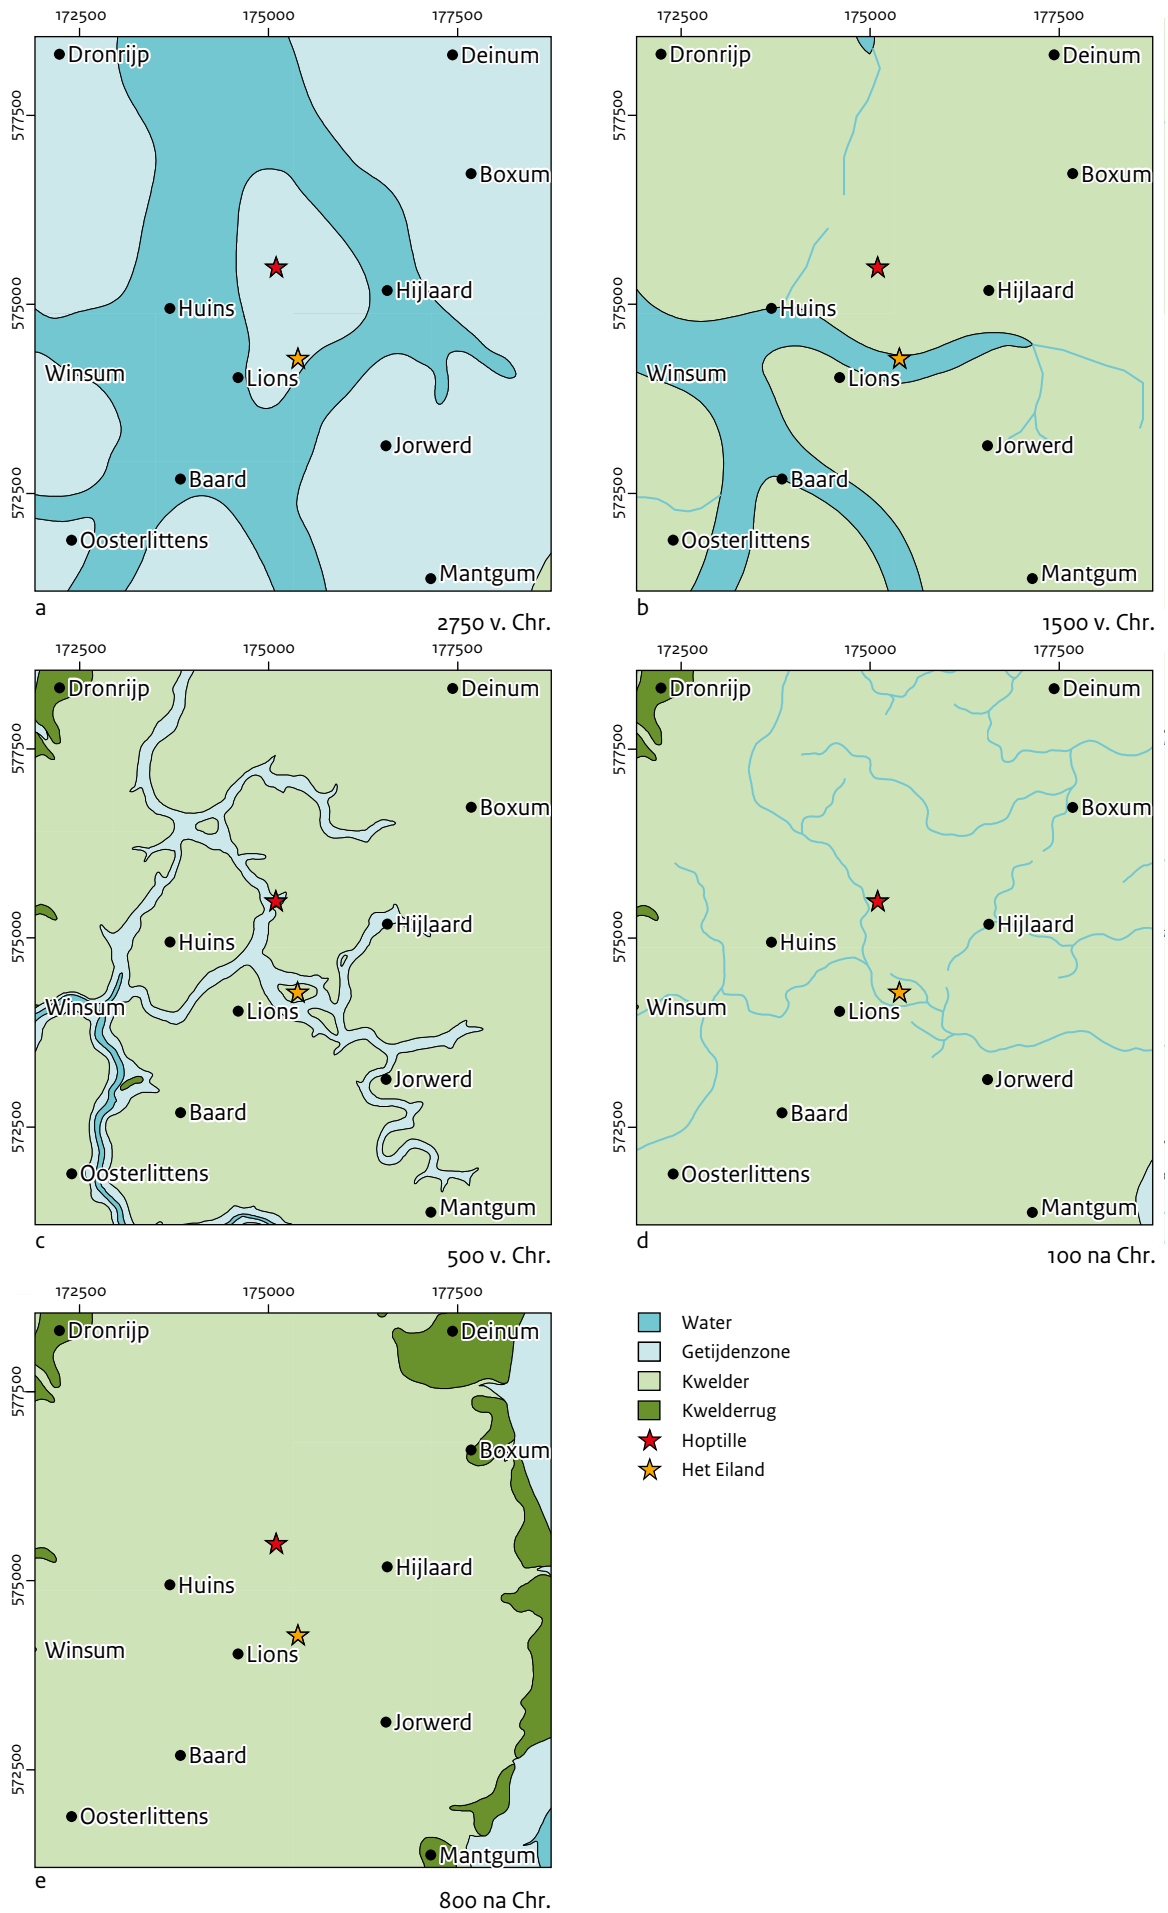 172500 175000 177500
577500
575000
572500
Dronrijp
Deinum
Boxum
Hijlaard
Huins
Winsum
Lions
Jorwerd
Baard
Oosterlittens
Mantgum
a
2750 v. Chr.
172500 175000 177500
577500
575000
572500
Dronrijp
Deinum
Boxum
Hijlaard
Huins
Winsum
Lions
Jorwerd
Baard
Oosterlittens
Mantgum
b
1500 v. Chr.
172500 175000 177500
577500
575000
572500
Dronrijp
Deinum
Boxum
Hijlaard
Huins
Winsum
Lions
Jorwerd
Baard
Oosterlittens
Mantgum
c
500 v. Chr.
172500 175000 177500
577500
575000
572500
Dronrijp
Deinum
Boxum
Hijlaard
Huins
Winsum
Lions
Jorwerd
Baard
Oosterlittens
Mantgum
d
100 na Chr.
172500 175000 177500
577500
575000
572500
Dronrijp
Deinum
Boxum
Hijlaard
Huins
Winsum
Lions
Jorwerd
Baard
Oosterlittens
Mantgum
e
800 na Chr.
Water
Getijdenzone
Kwelder
Kwelderrug
Hoptille
Het Eiland